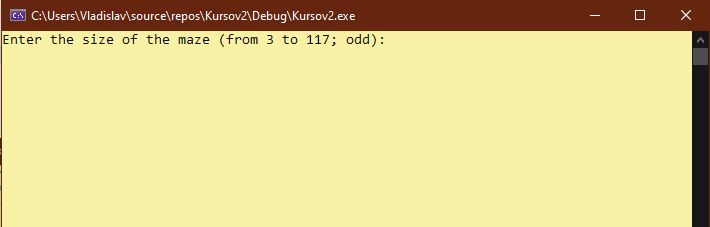 C:\Users\Vladislav\source\repos\Kursov2\Debug\Kursov2.exe
Enter the size of the maze (from 3 to 117; odd):